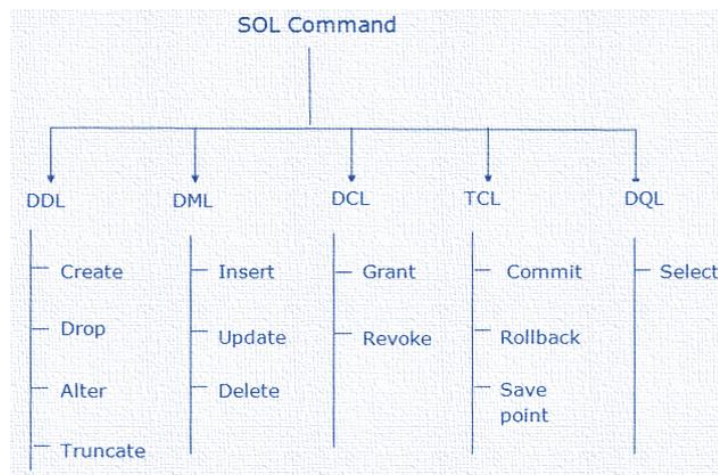 SOL Command
DDL
DML
DCL
TCL
DQL
Create
Drop
Alter
Truncate
Insert
Update
Delete
Grant
Revoke
Commit
Rollback
Save
point
Select